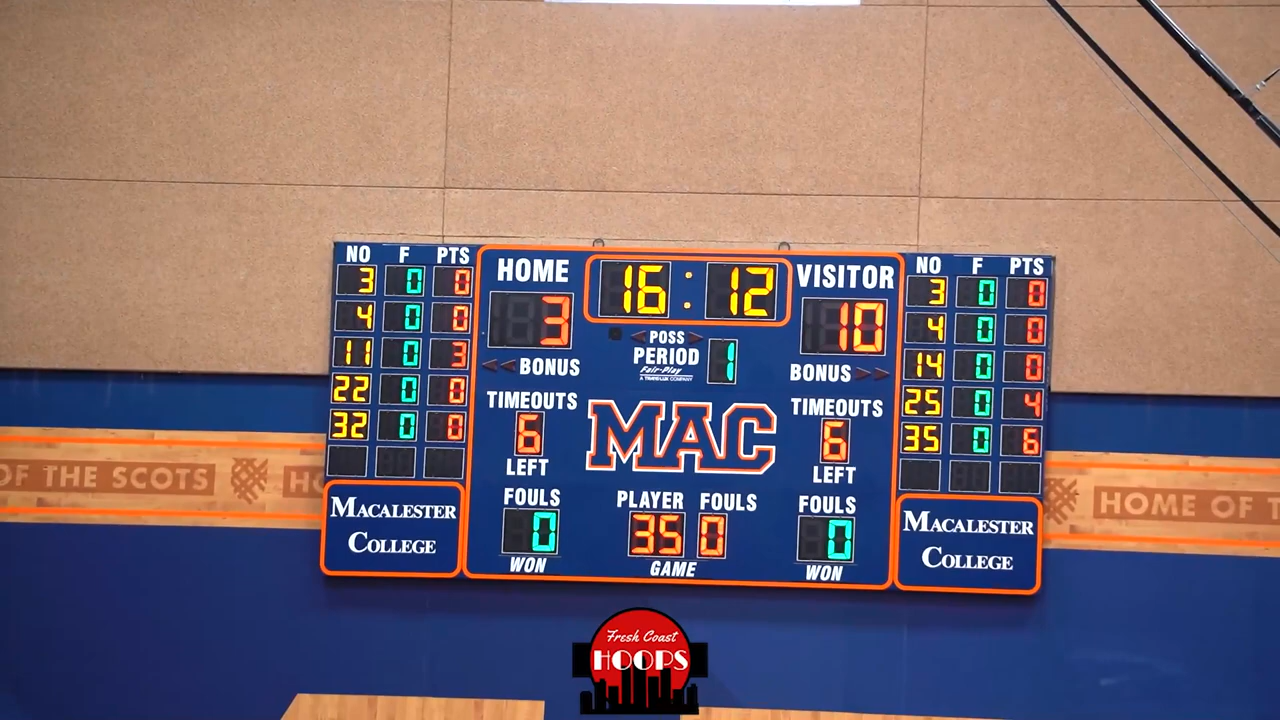 NO F PTS
3 0 0
4 0 0
11 0 3
22 0 0
32 0 0
MACALESTER
COLLEGE
HOME
3
BONUS
TIMEOUTS
6
LEFT
FOULS
0
WON
16:12
POSS
PERIOD 1
Fair-Play
A TRANS-LUX COMPANY
MAC
PLAYER FOULS
35 0
GAME
VISITOR
10
BONUS
TIMEOUTS
6
LEFT
FOULS
0
WON
NO F PTS
3 0 0
4 0 0
14 0 0
25 0 4
35 0 6
MACALESTER
COLLEGE
OF THE SCOTS HO
HOME OF T
Fresh Coast
HOOPS